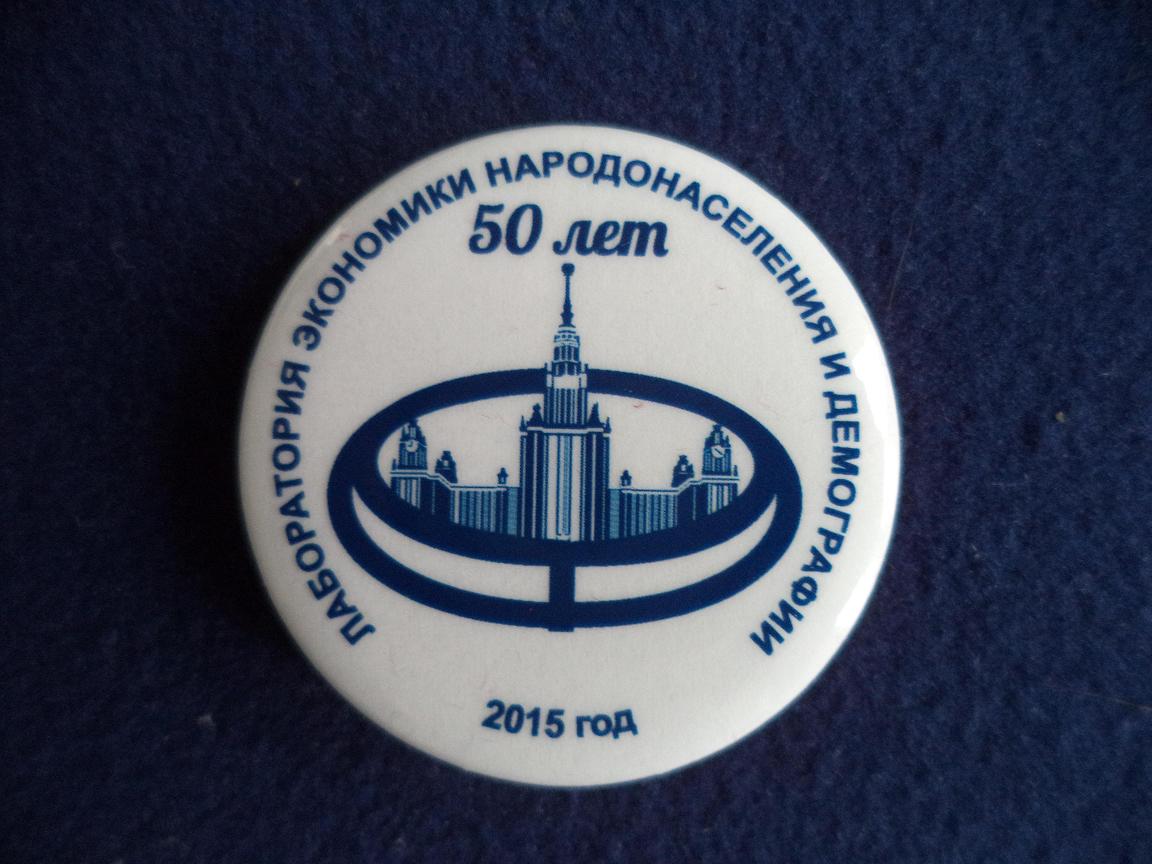 ЛАБОРАТОРИЯ ЭКОНОМИКИ НАРОДОНАСЕЛЕНИЯ И ДЕМОГРАФИИ
50 лет
2015 год